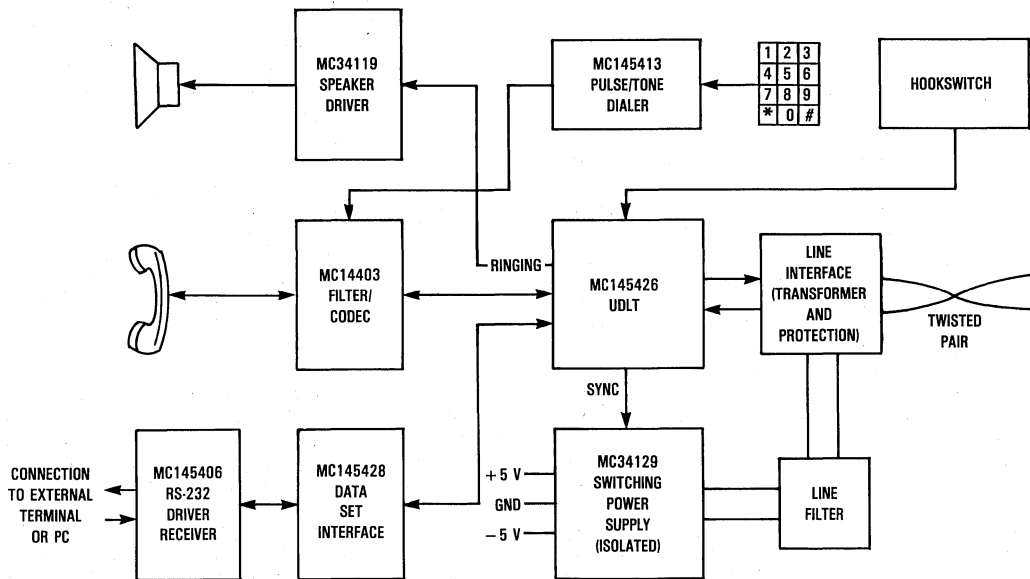 MC34119
SPEAKER
DRIVER
MC145413
PULSE/TONE
DIALER
1 2 3
4 5 6
7 8 9
* 0 #
HOOKSWITCH
MC14403
FILTER/
CODEC
RINGING
MC145426
UDLT
LINE
INTERFACE
(TRANSFORMER
AND
PROTECTION)
TWISTED
PAIR
SYNC
CONNECTION
TO EXTERNAL
TERMINAL
OR PC
MC145406
RS-232
DRIVER
RECEIVER
MC145428
DATA
SET
INTERFACE
+5 V
GND
−5 V
MC34129
SWITCHING
POWER
SUPPLY
(ISOLATED)
LINE
FILTER